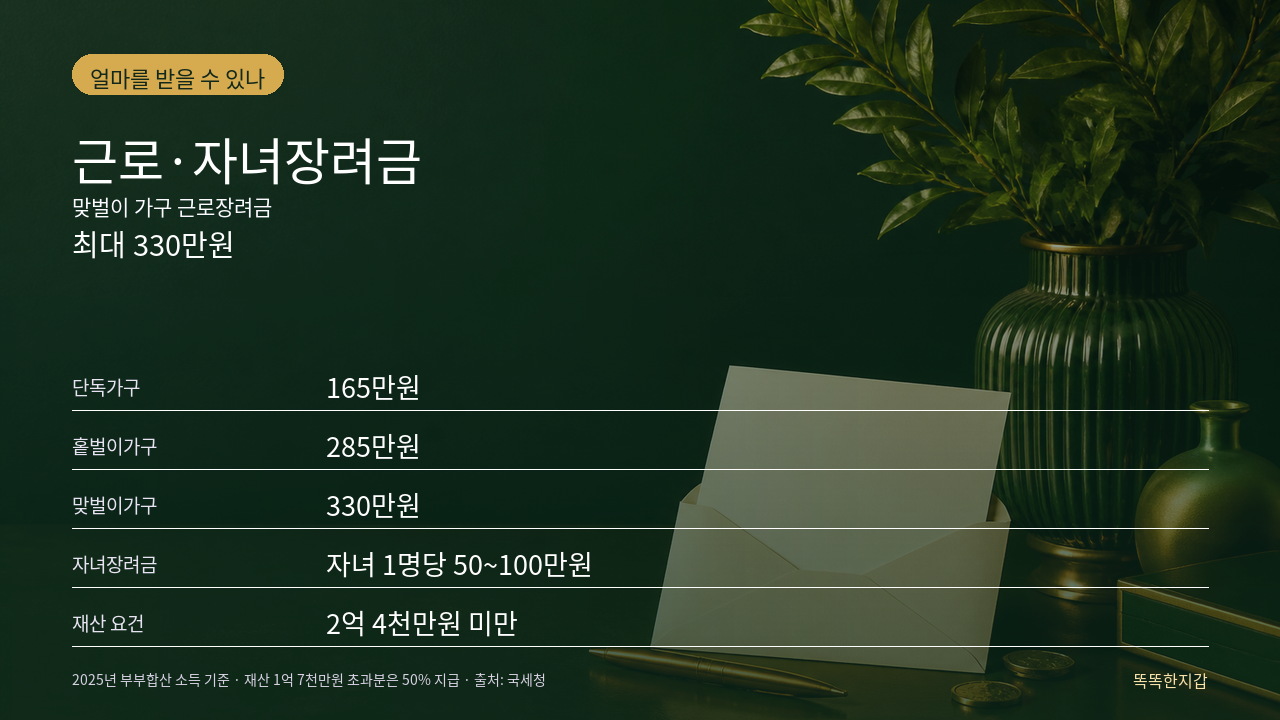 얼마를 받을 수 있나
근로·자녀장려금
맞벌이 가구 근로장려금
최대 330만원
단독가구 165만원
홑벌이가구 285만원
맞벌이가구 330만원
자녀장려금 자녀 1명당 50~100만원
재산 요건 2억 4천만원 미만
2025년 부부합산 소득 기준 · 재산 1억 7천만원 초과분은 50% 지급 · 출처: 국세청
똑똑한지갑